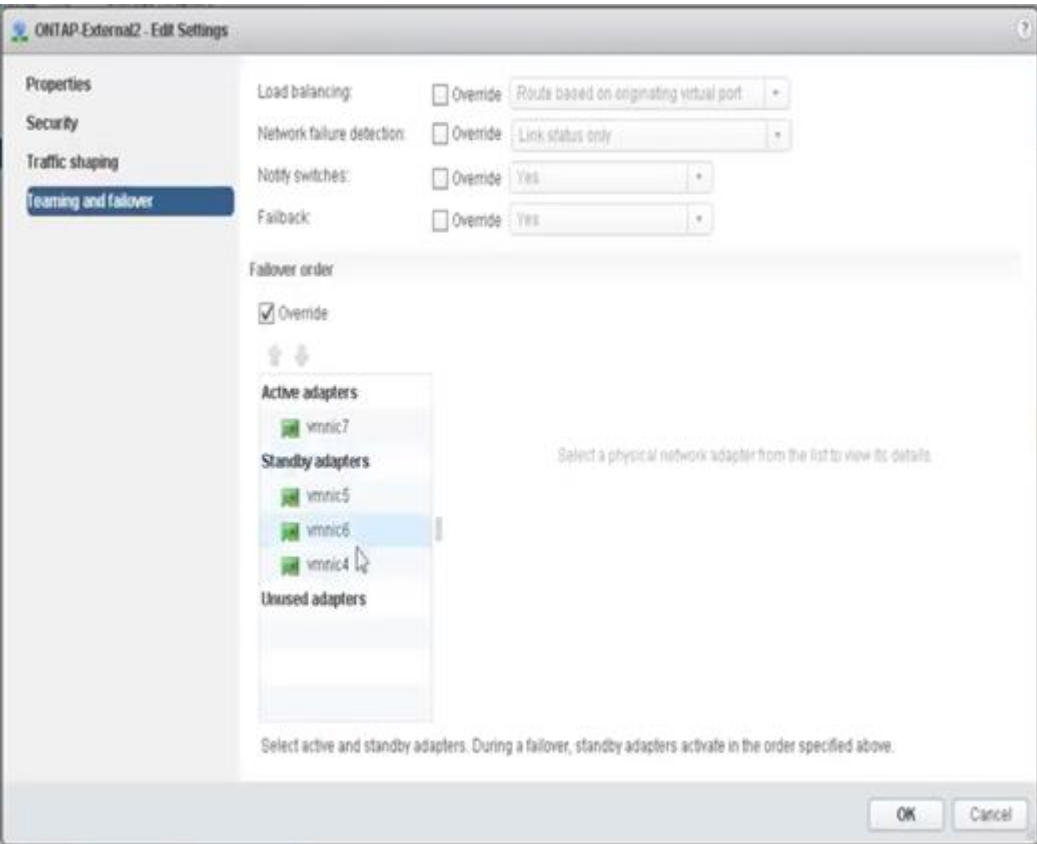 ONTAP-External2 - Edit Settings
?
Properties
Security
Traffic shaping
Teaming and failover
Load balancing: Override Route based on originating virtual port
Network failure detection: Override Link status only
Notify switches: Override Yes
Failback: Override Yes
Failover order
Override
Active adapters
vmnic7
Standby adapters
vmnic5
vmnic6
vmnic4
Unused adapters
Select a physical network adapter from the list to view its details.
Select active and standby adapters. During a failover, standby adapters activate in the order specified above.
OK Cancel